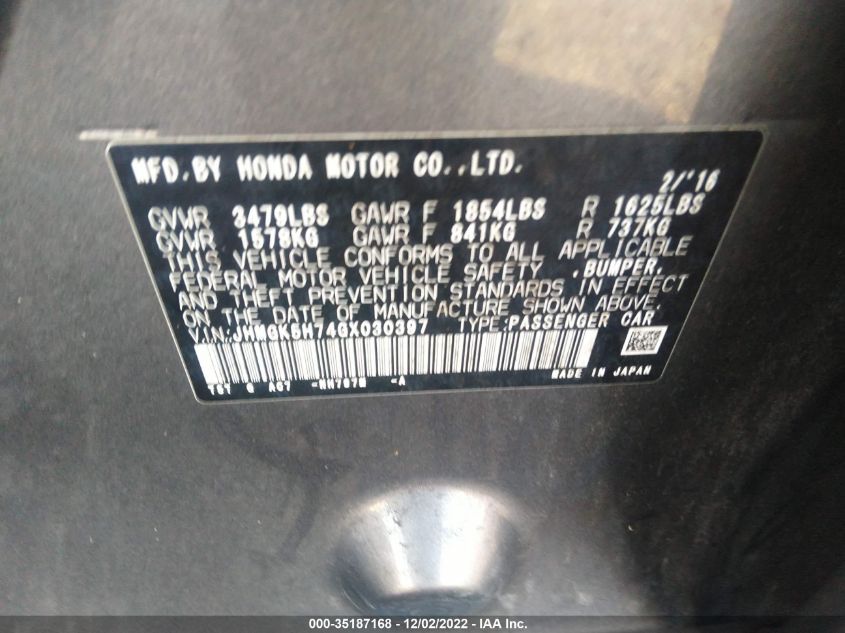 MFD.BY HONDA MOTOR CO.,LTD. 2/'16
GVWR 3479LBS GAWR F 1854LBS R 1625LBS
GVWR 1578KG GAWR F 841KG R 737KG
THIS VEHICLE CONFORMS TO ALL APPLICABLE
FEDERAL MOTOR VEHICLE SAFETY ,BUMPER,
AND THEFT PREVENTION STANDARDS IN EFFECT
ON THE DATE OF MANUFACTURE SHOWN ABOVE.
VIN: JHMGK5H74GX030397 TYPE:PASSENGER CAR
-A MADE IN JAPAN
000-35187168 - 12/02/2022 - IAA Inc.